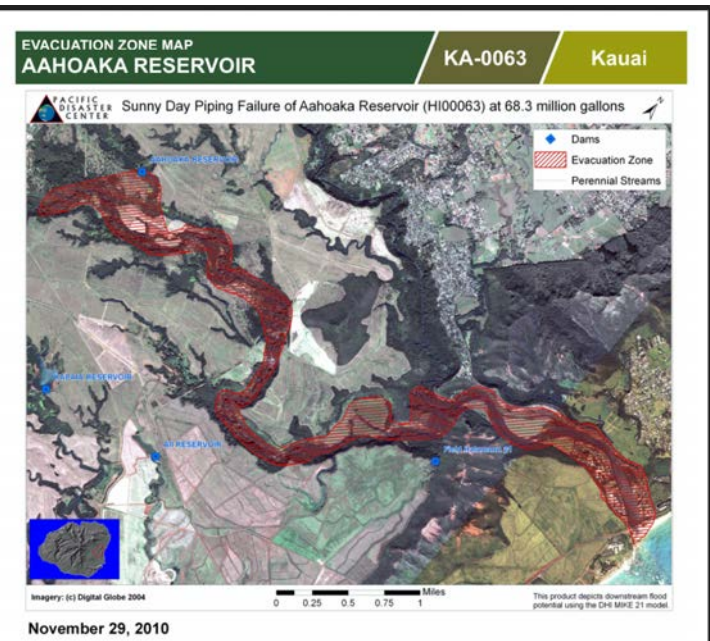 EVACUATION ZONE MAP
AAHOAKA RESERVOIR
KA-0063
Kauai
PACIFIC
DISASTER
CENTER
Sunny Day Piping Failure of Aahoaka Reservoir (HI00063) at 68.3 million gallons
N
Dams
Evacuation Zone
Perennial Streams
AAHOAKA RESERVOIR
KAPAIA RESERVOIR
AII RESERVOIR
Imagery: (c) Digital Globe 2004
Miles
0 0.25 0.5 0.75 1
This product depicts downstream flood
potential using the DHI MIKE 21 model.
November 29, 2010